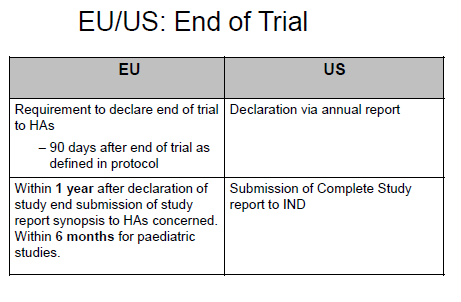 EU/US: End of Trial
EU
US
Requirement to declare end of trial
to HAs
– 90 days after end of trial as
defined in protocol
Declaration via annual report
Within 1 year after declaration of
study end submission of study
report synopsis to HAs concerned.
Within 6 months for paediatric
studies.
Submission of Complete Study
report to IND